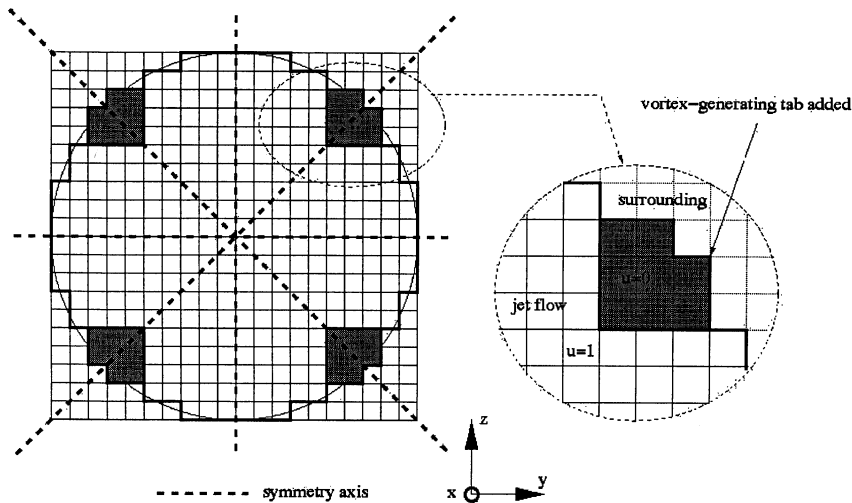 vortex-generating tab added
surrounding
u=0
jet flow
u=1
z
x
y
symmetry axis